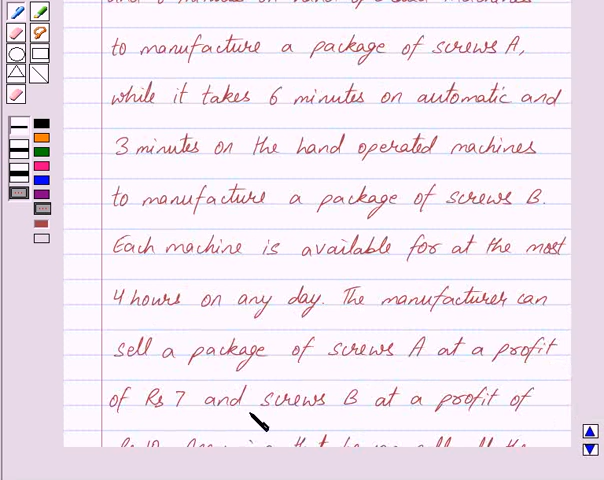 to manufacture a package of screws A,
while it takes 6 minutes on automatic and
3 minutes on the hand operated machines
to manufacture a package of screws B.
Each machine is available for at the most
4 hours on any day. The manufacturer can
sell a package of screws A at a profit
of Rs 7 and screws B at a profit of